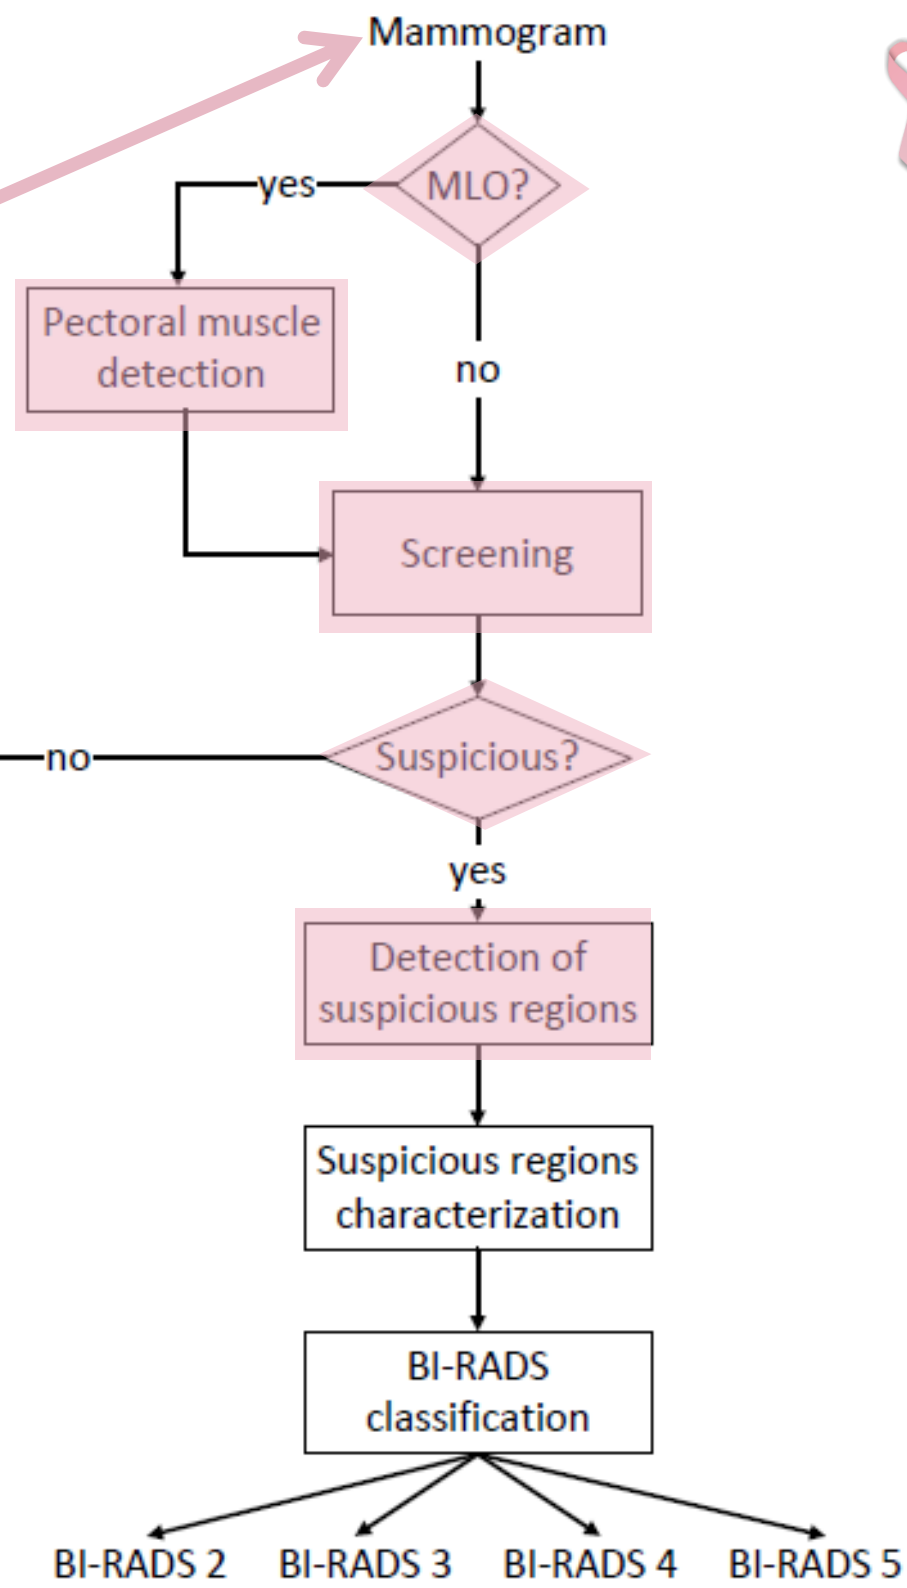 Mammogram
MLO?
yes
Pectoral muscle
detection
no
Screening
Suspicious?
no
yes
Detection of
suspicious regions
Suspicious regions
characterization
BI-RADS
classification
BI-RADS 2
BI-RADS 3
BI-RADS 4
BI-RADS 5